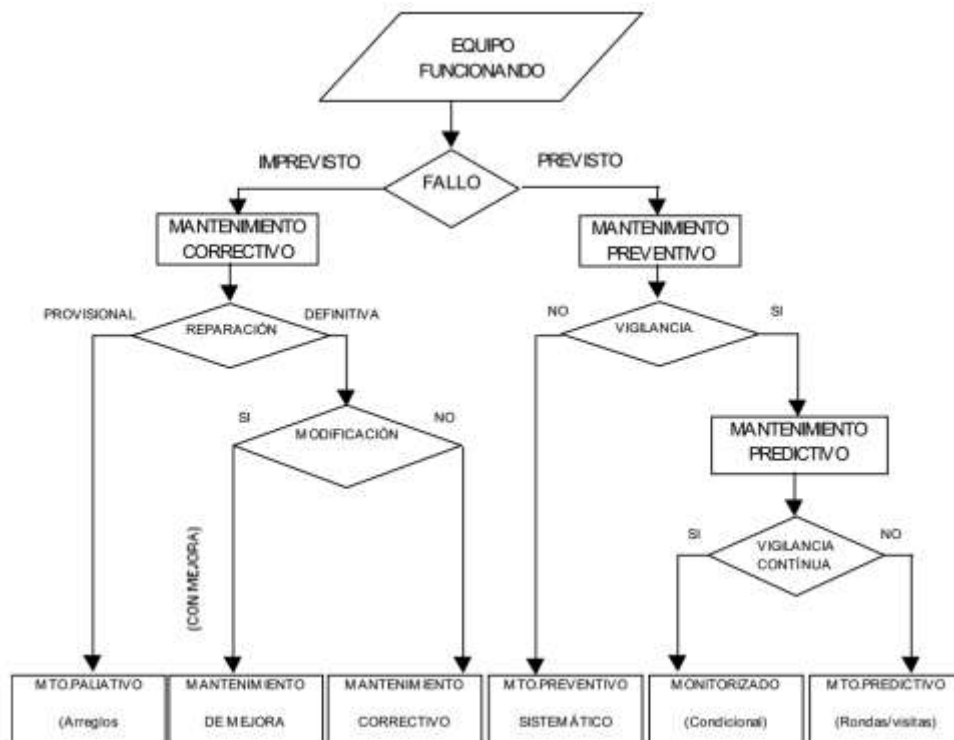 EQUIPO
FUNCIONANDO
IMPREVISTO
PREVISTO
FALLO
MANTENIMIENTO
CORRECTIVO
MANTENIMIENTO
PREVENTIVO
PROVISIONAL
REPARACIÓN
DEFINITIVA
NO
VIGILANCIA
SI
SI
MODIFICACIÓN
NO
MANTENIMIENTO
PREDICTIVO
(CON MEJORA)
SI
VIGILANCIA
CONTÍNUA
NO
MTO.PALIATIVO
(Arreglos
MANTENIMIENTO
DE MEJORA
MANTENIMIENTO
CORRECTIVO
MTO.PREVENTIVO
SISTEMÁTICO
MONITORIZADO
(Condicional)
MTO.PREDICTIVO
(Rondas/visitas)